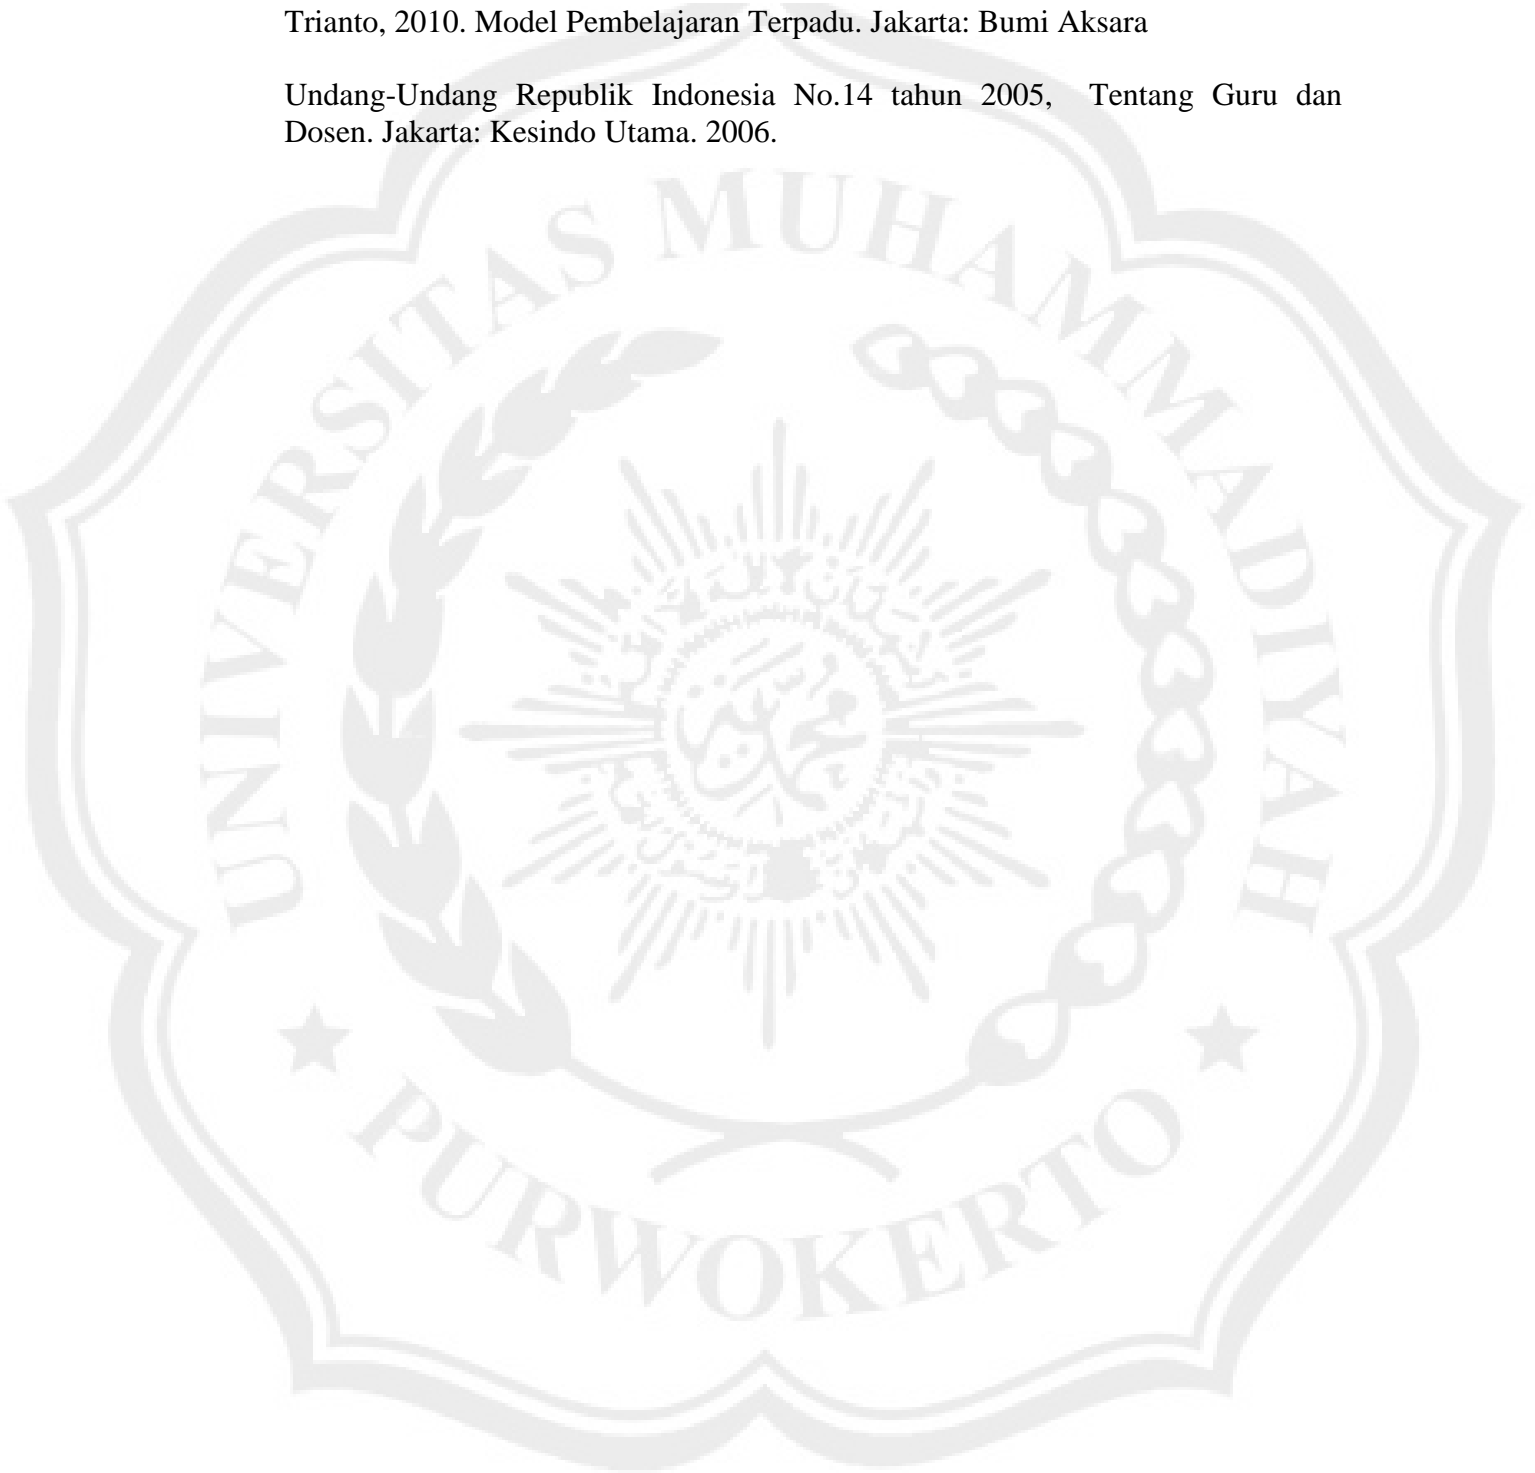 Trianto, 2010. Model Pembelajaran Terpadu. Jakarta: Bumi Aksara
Undang-Undang Republik Indonesia No.14 tahun 2005, Tentang Guru dan
Dosen. Jakarta: Kesindo Utama. 2006.
UNIVERSITAS MUHAMMADIYAH
PURWOKERTO
محمد